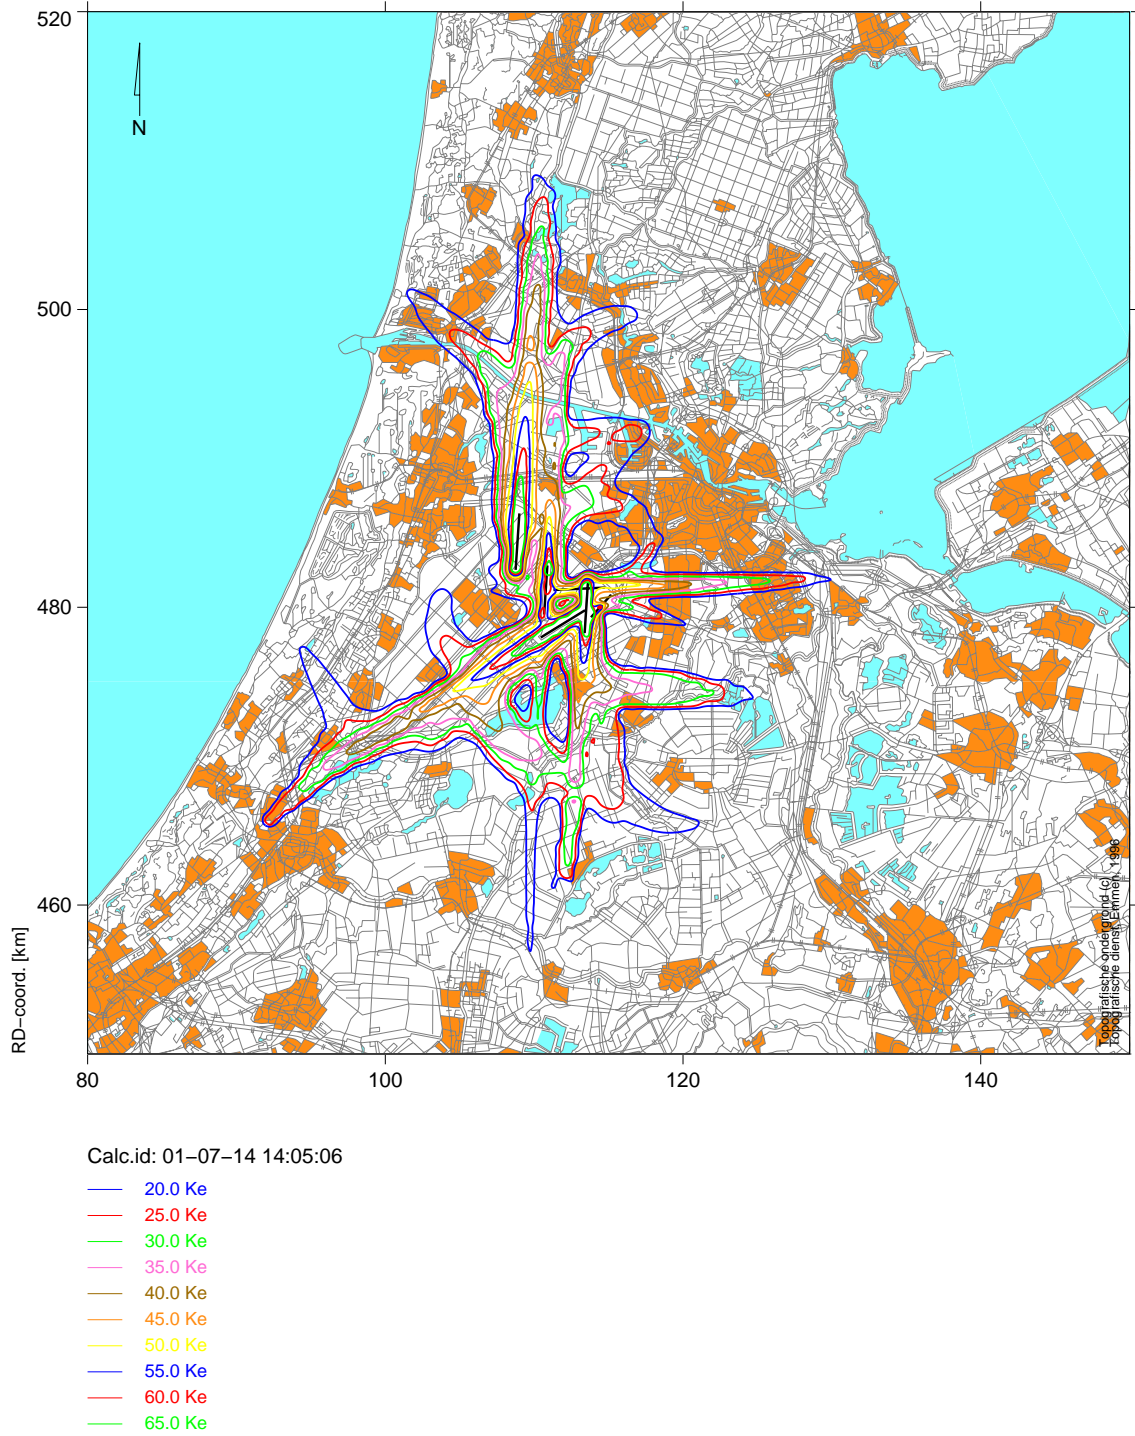 520
N
500
480
460
RD−coord. [km]
Topografische ondergrond (c)
Topografische dienst, Emmen, 1996
80
100
120
140
Calc.id: 01−07−14 14:05:06
20.0 Ke
25.0 Ke
30.0 Ke
35.0 Ke
40.0 Ke
45.0 Ke
50.0 Ke
55.0 Ke
60.0 Ke
65.0 Ke